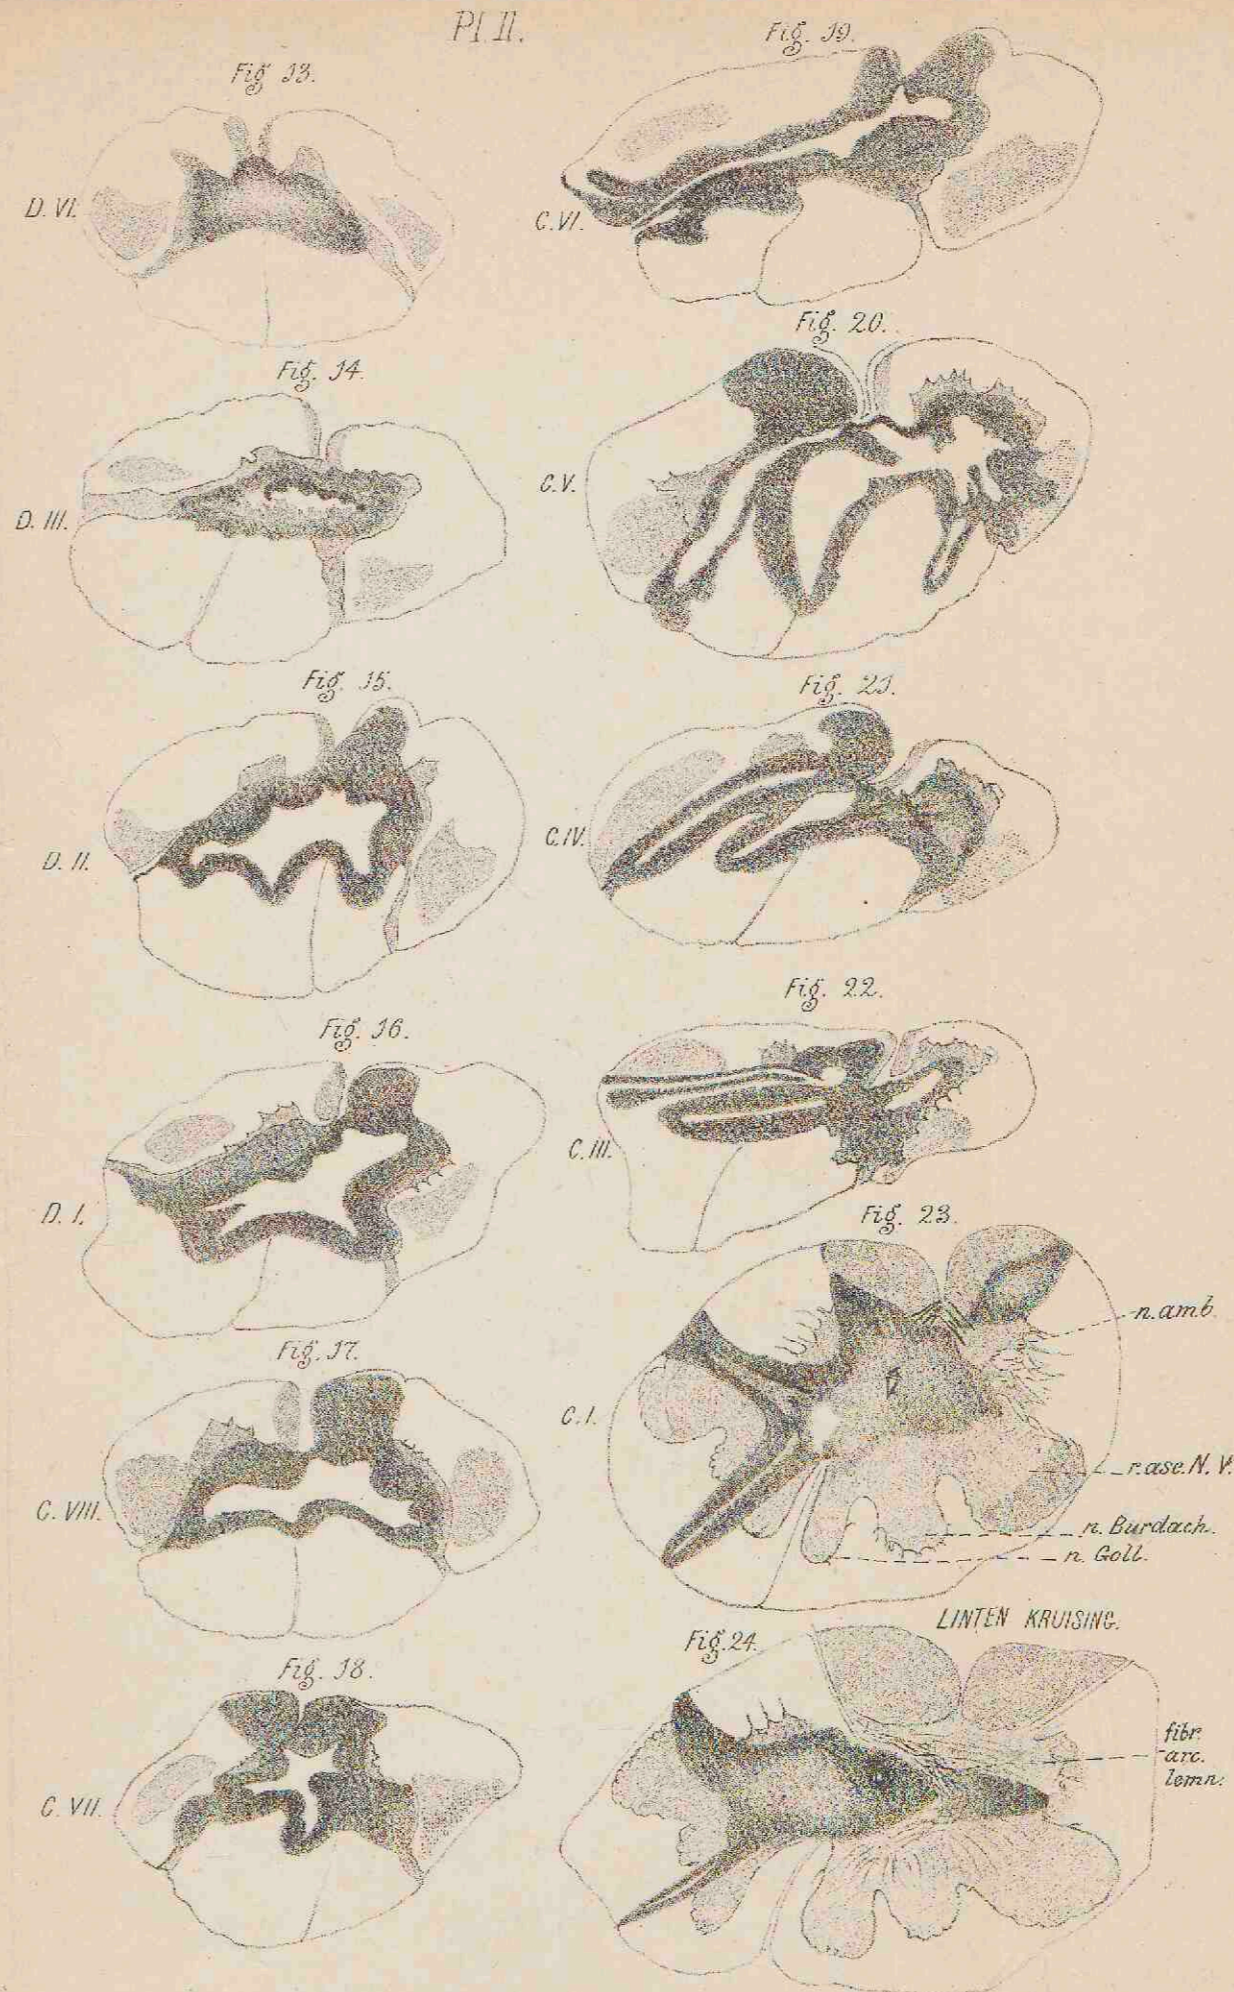 Pl. II.
Fig 13.
D. VI.
Fig. 14.
D. III.
Fig. 15.
D. II.
Fig. 16.
D. I.
Fig. 17.
C. VIII.
Fig. 18.
C. VII.
Fig. 19.
C. VI.
Fig. 20.
C. V.
Fig. 21.
C. IV.
Fig. 22.
C. III.
Fig. 23.
C. I.
n. amb.
r. asc. N. V.
n. Burdach.
n. Goll.
LINTEN KRUISING.
Fig. 24.
fibr.
arc.
lemn.